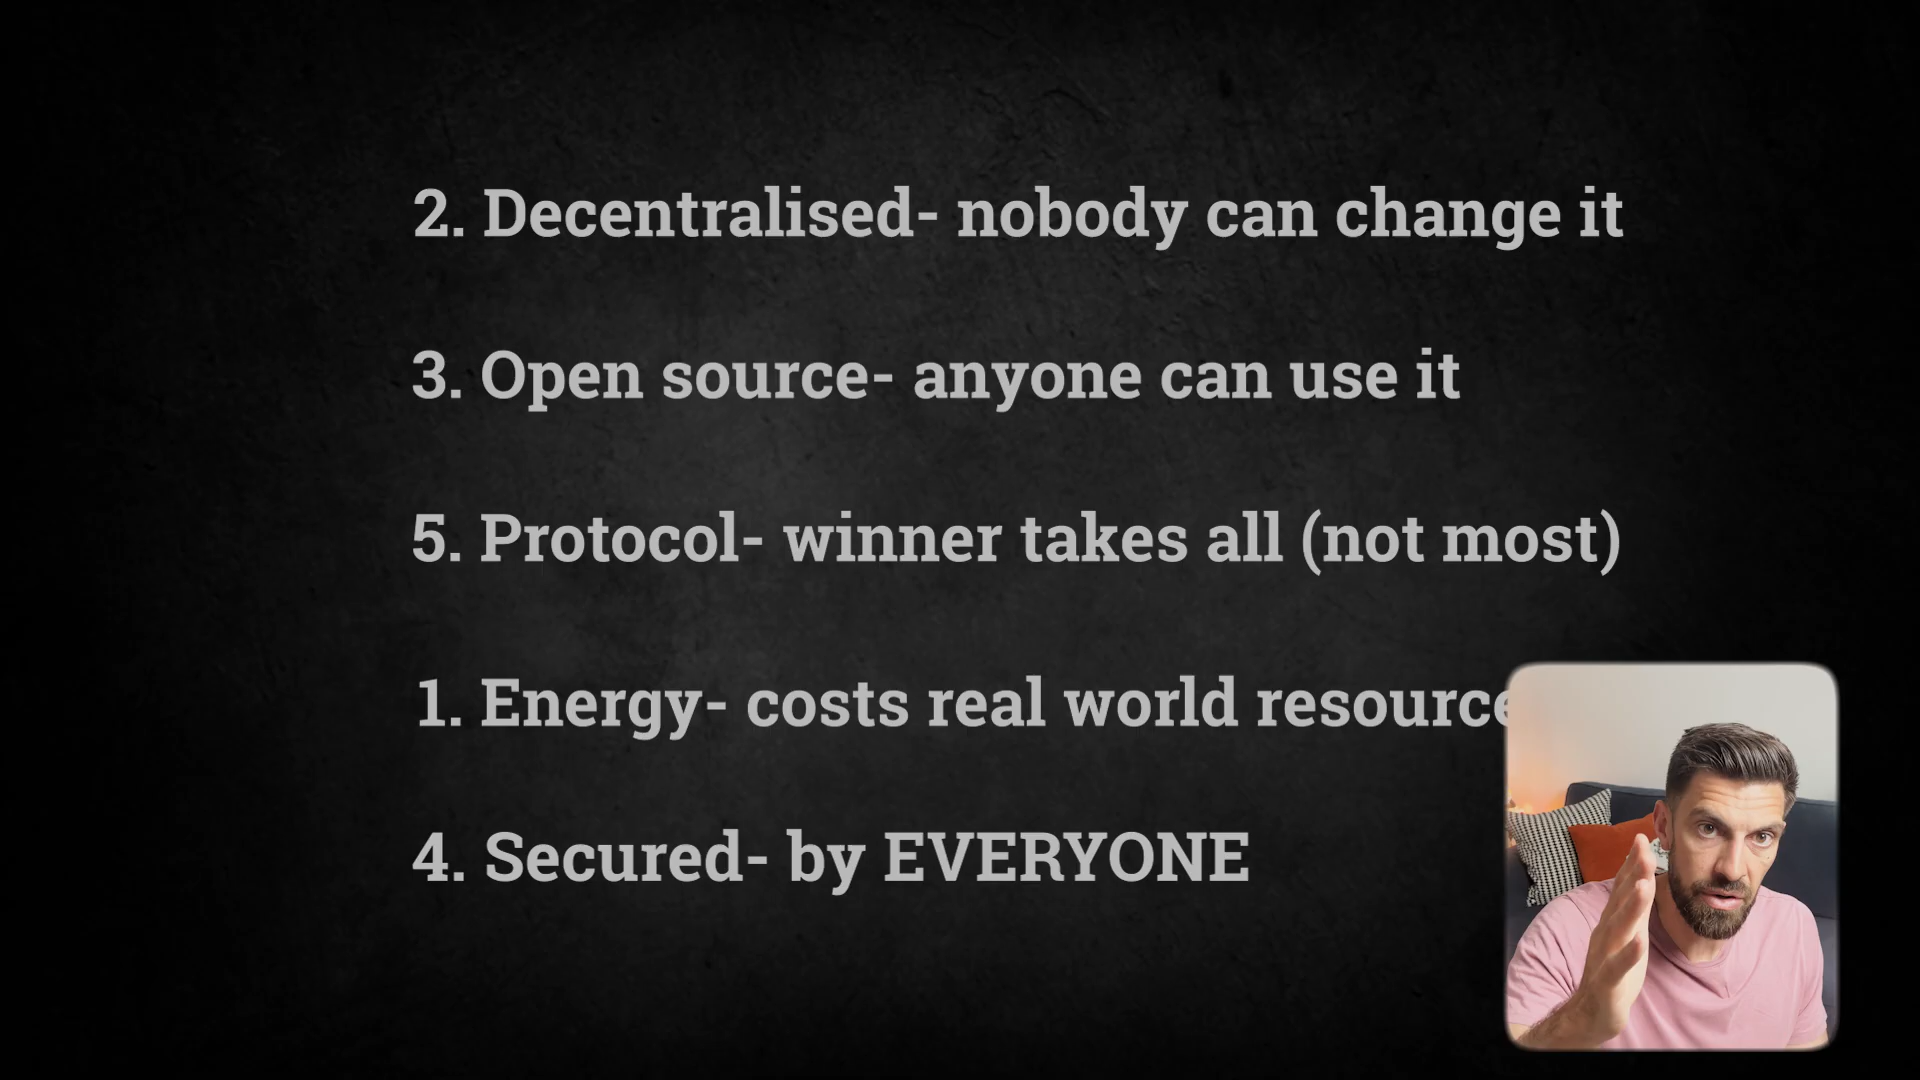 2. Decentralised- nobody can change it
3. Open source- anyone can use it
5. Protocol- winner takes all (not most)
1. Energy- costs real world
4. Secured- by EVERYONE